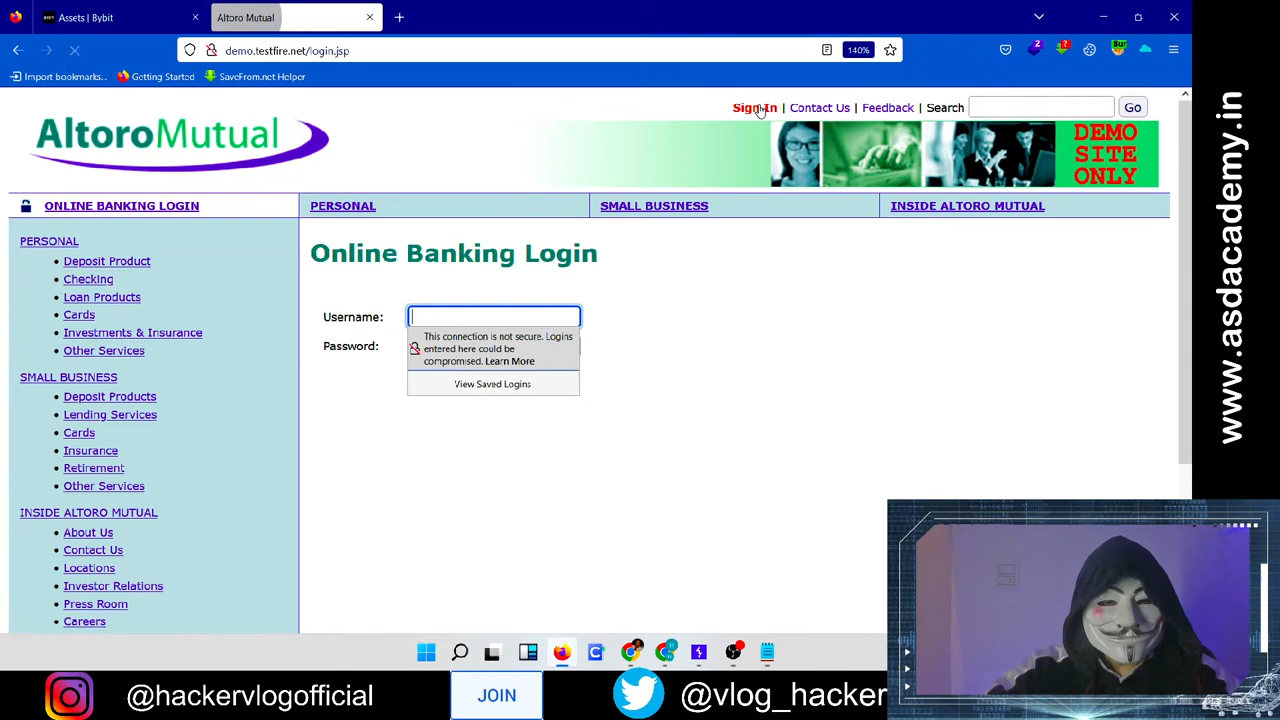 Assets | Bybit
Altoro Mutual
demo.testfire.net/login.jsp
140%
2
?
Bur
Import bookmarks...
Getting Started
SaveFrom.net Helper
Sign In | Contact Us | Feedback | Search
Go
AltoroMutual
DEMO
SITE
ONLY
ONLINE BANKING LOGIN
PERSONAL
SMALL BUSINESS
INSIDE ALTORO MUTUAL
PERSONAL
Deposit Product
Checking
Loan Products
Cards
Investments & Insurance
Other Services
SMALL BUSINESS
Deposit Products
Lending Services
Cards
Insurance
Retirement
Other Services
INSIDE ALTORO MUTUAL
About Us
Contact Us
Locations
Investor Relations
Press Room
Careers
Online Banking Login
Username:
Password:
This connection is not secure. Logins
entered here could be
compromised. Learn More
View Saved Logins
www.asdacademy.in
@hackervlogofficial
JOIN
@vlog_hacker